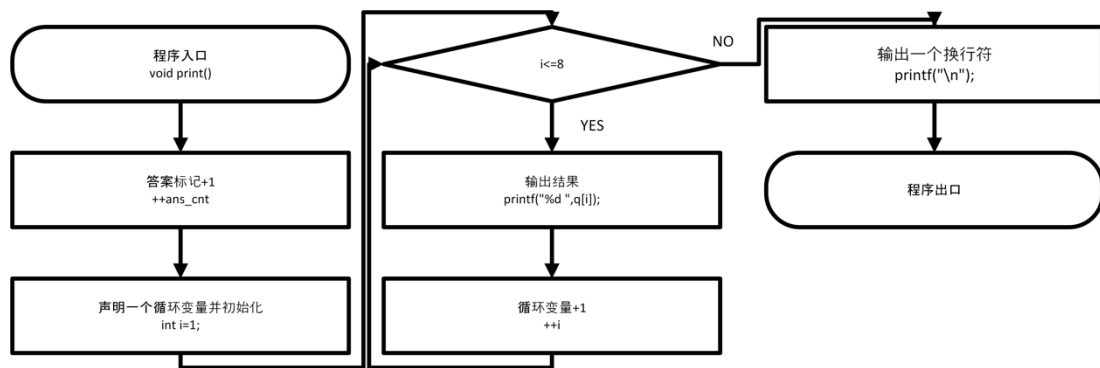 程序入口
void print()
答案标记+1
++ans_cnt
声明一个循环变量并初始化
int i=1;
i<=8
NO
YES
输出结果
printf("%d ",q[i]);
循环变量+1
++i
输出一个换行符
printf("\n");
程序出口